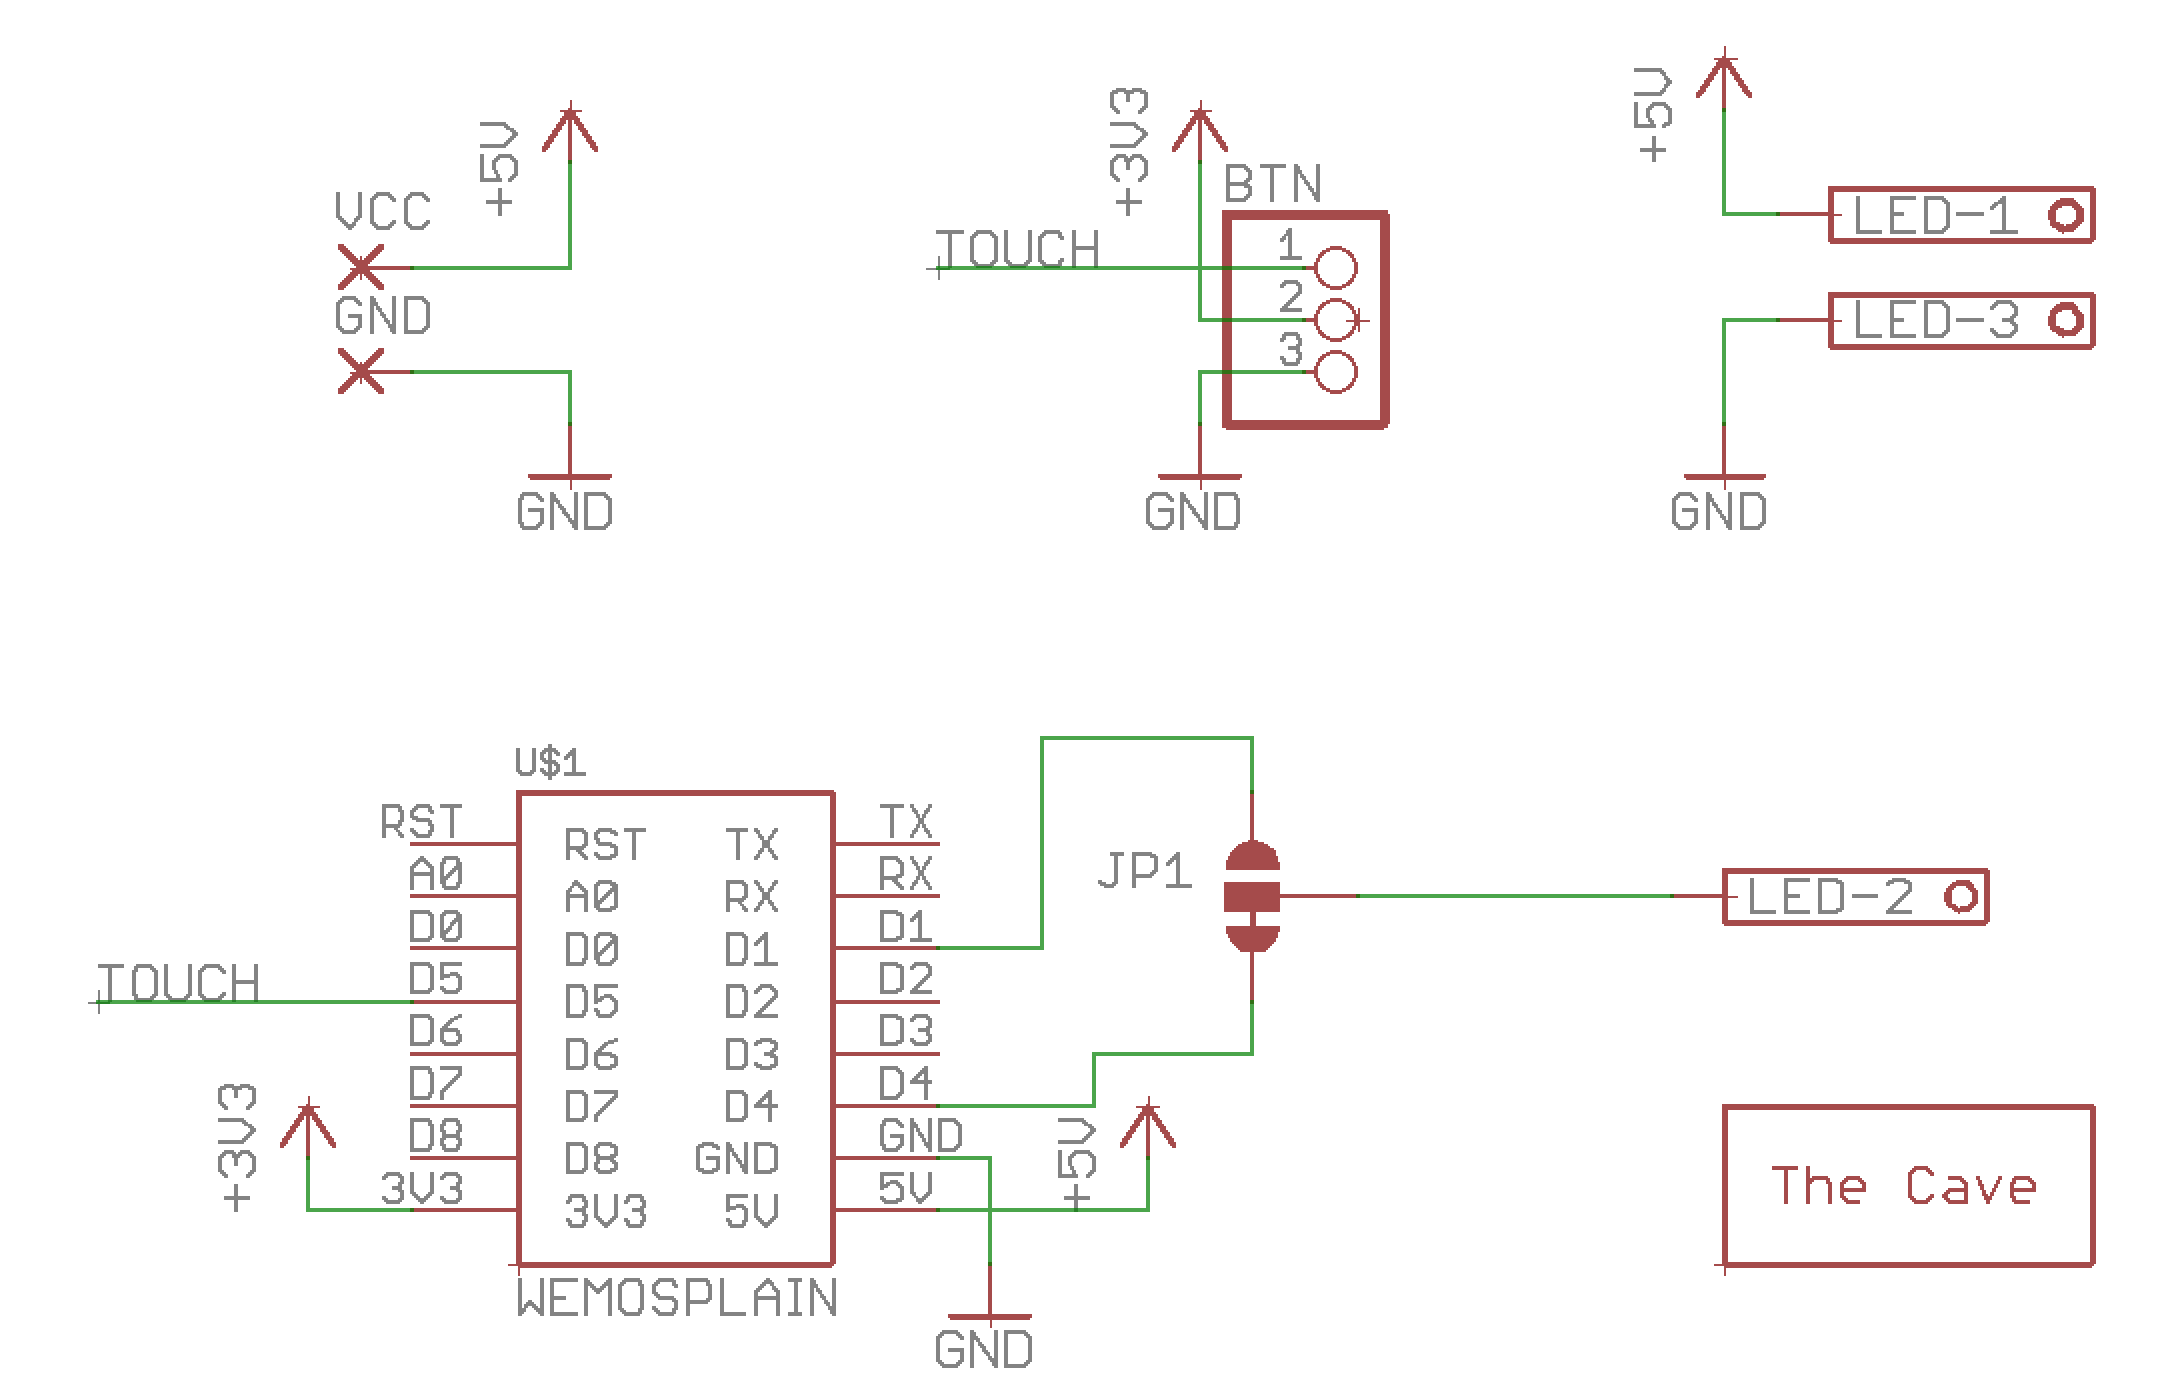 +5V
VCC
GND
GND
+3V3
BTN
TOUCH
1
2
3
GND
+5V
LED-1
LED-3
GND
U$1
RST RST TX TX
A0 A0 RX RX
D0 D0 D1 D1
TOUCH D5 D5 D2 D2
D6 D6 D3 D3
D7 D7 D4 D4
D8 D8 GND GND
3V3 3V3 5V 5V
+3V3
+5V
WEMOSPLAIN
GND
JP1
LED-2
The Cave